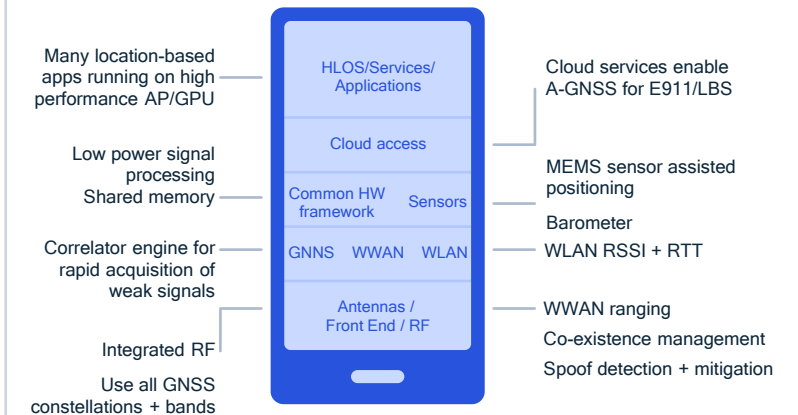 Many location-based
apps running on high
performance AP/GPU
Low power signal
processing
Shared memory
Correlator engine for
rapid acquisition of
weak signals
Integrated RF
Use all GNSS
constellations + bands
HLOS/Services/
Applications
Cloud access
Common HW
framework
Sensors
GNNS WWAN WLAN
Antennas /
Front End / RF
Cloud services enable
A-GNSS for E911/LBS
MEMS sensor assisted
positioning
Barometer
WLAN RSSI + RTT
WWAN ranging
Co-existence management
Spoof detection + mitigation